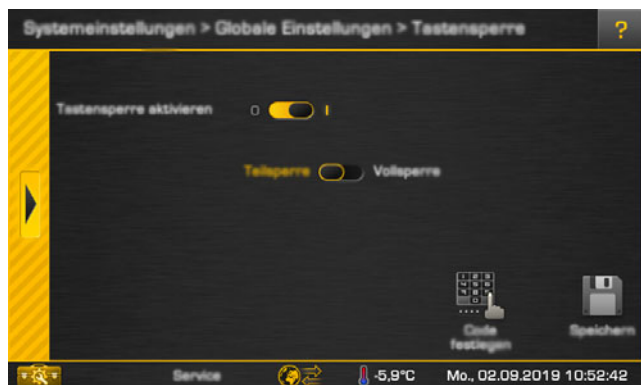 Systemeinstellungen > Globale Einstellungen > Tastensperre
?
Tastensperre aktivieren
O
I
Teilsperre
Vollsperre
Code
festlegen
Speichern
Service
-5,9°C
Mo., 02.09.2019 10:52:42